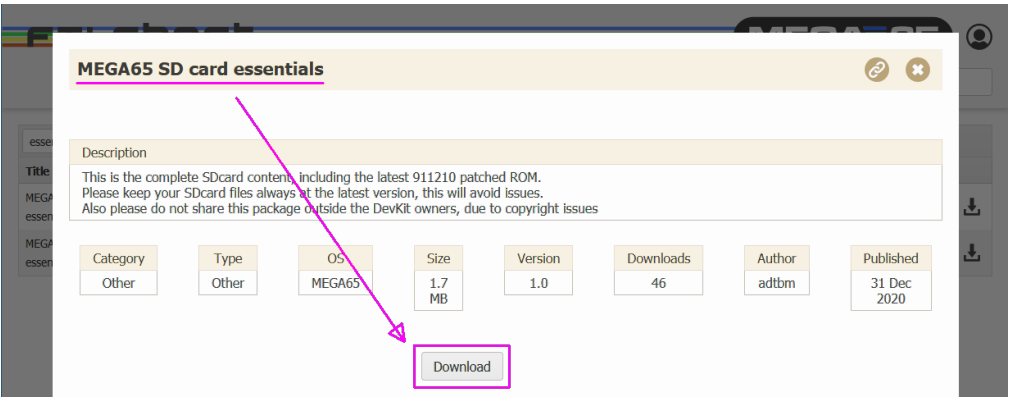 MEGA65 SD card essentials
Description
This is the complete SDcard content, including the latest 911210 patched ROM.
Please keep your SDcard files always at the latest version, this will avoid issues.
Also please do not share this package outside the DevKit owners, due to copyright issues
Category Type OS Size Version Downloads Author Published
Other Other MEGA65 1.7 1.0 46 adtbm 31 Dec
MB 2020
Download
Title